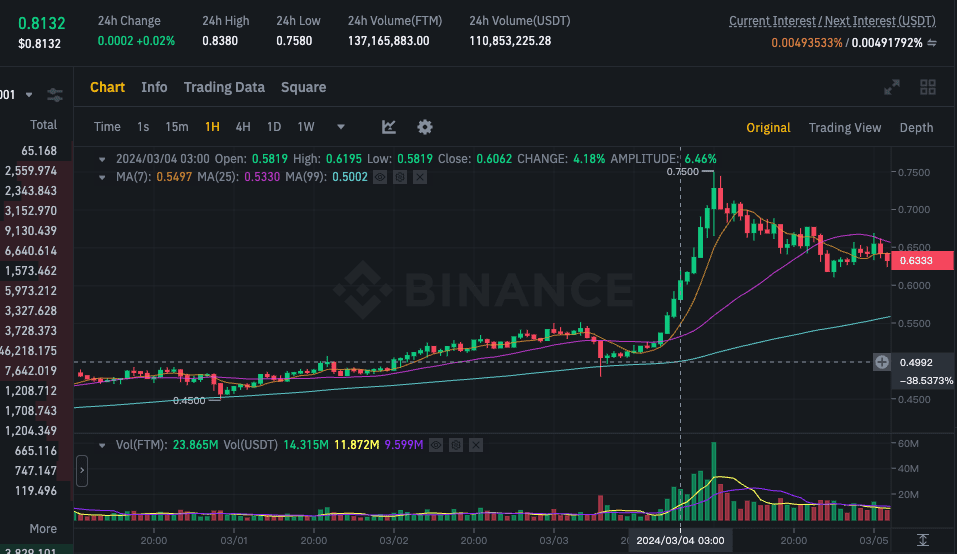 0.8132
$0.8132
24h Change
0.0002 +0.02%
24h High
0.8380
24h Low
0.7580
24h Volume(FTM)
137,165,883.00
24h Volume(USDT)
110,853,225.28
Current Interest / Next Interest (USDT)
0.00493533% / 0.00491792%
001
Total
65.168
2,559.974
2,343.843
3,152.970
9,130.439
6,640.614
1,573.462
5,973.212
3,327.628
3,728.373
46,218.175
7,642.019
1,208.712
1,708.743
1,204.349
665.116
747.147
119.496
More
3,829.101
Chart Info Trading Data Square
Time 1s 15m 1H 4H 1D 1W
Original Trading View Depth
2024/03/04 03:00 Open: 0.5819 High: 0.6195 Low: 0.5819 Close: 0.6062 CHANGE: 4.18% AMPLITUDE: 6.46%
MA(7): 0.5497 MA(25): 0.5330 MA(99): 0.5002
0.7500
BINANCE
0.4500
0.7500
0.7000
0.6500
0.6333
0.6000
0.5500
0.4992
−38.5373%
0.4500
Vol(FTM): 23.865M Vol(USDT) 14.315M 11.872M 9.599M
60M
40M
20M
20:00 03/01 20:00 03/02 20:00 03/03 20:00 2024/03/04 03:00 20:00 03/05